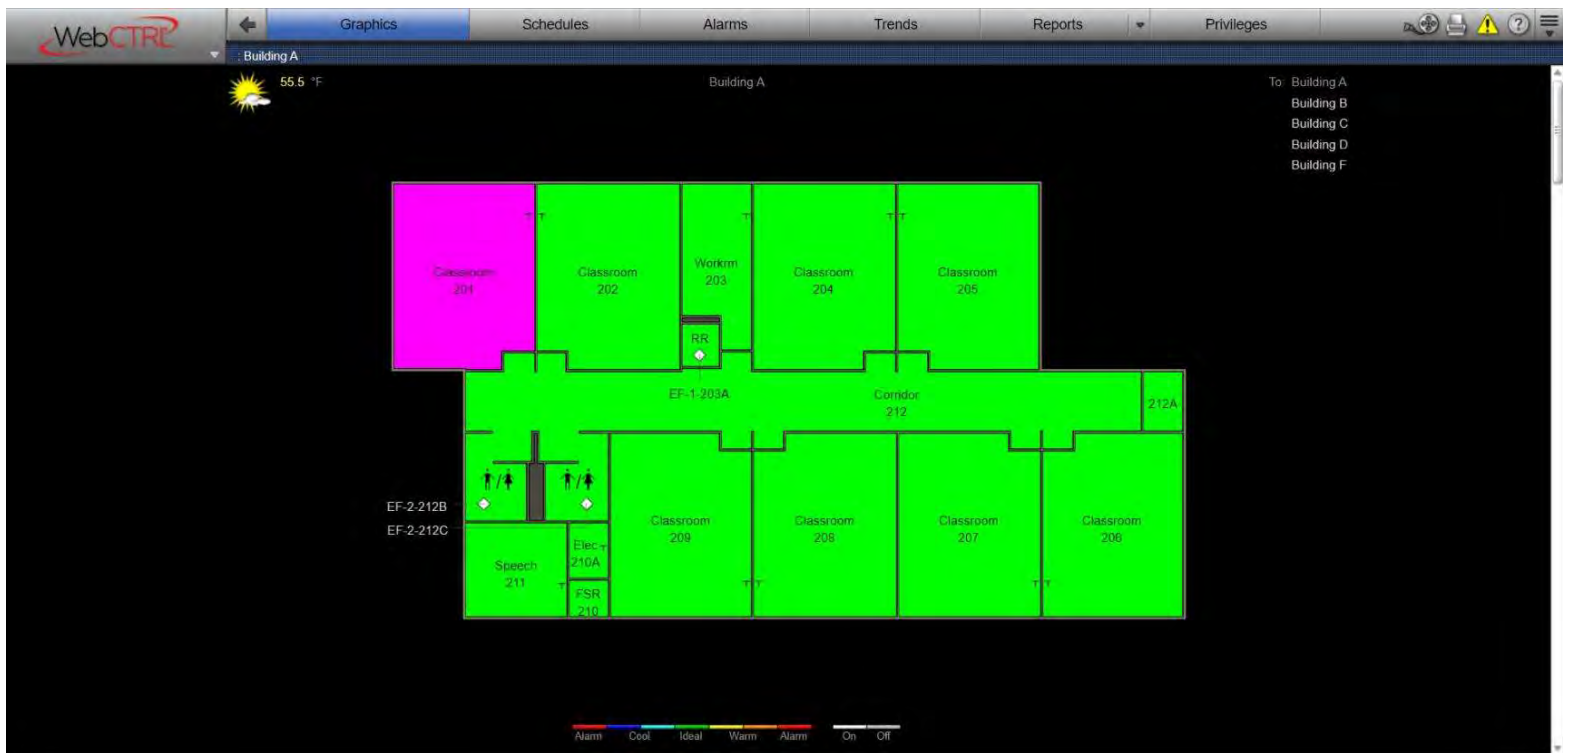 WebCTRL
Graphics
Schedules
Alarms
Trends
Reports
Privileges
: Building A
55.5 °F
Building A
To: Building A
Building B
Building C
Building D
Building F
Classroom
201
Classroom
202
Workrm
203
Classroom
204
Classroom
205
RR
EF-1-203A
Corridor
212
212A
EF-2-212B
EF-2-212C
Classroom
209
Classroom
208
Classroom
207
Classroom
206
Elec
210A
Speech
211
FSR
210
Alarm Cool Ideal Warm Alarm On Off